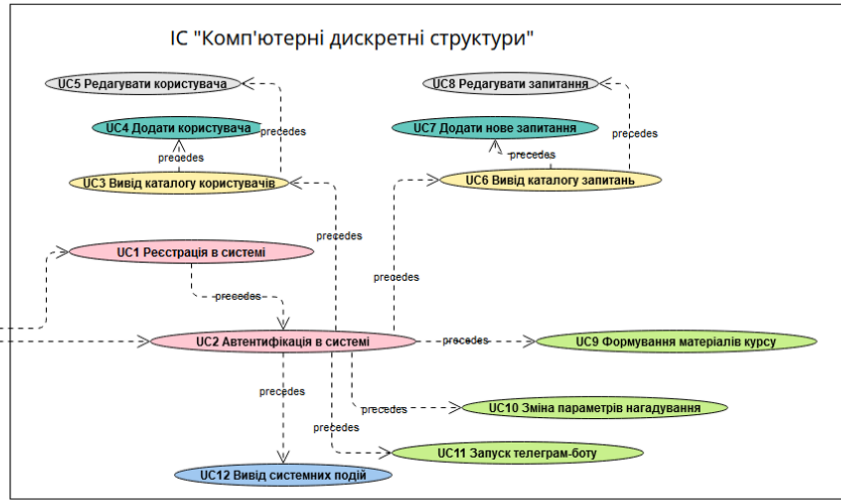 ІС "Комп'ютерні дискретні структури"
UC5 Редагувати користувача
UC8 Редагувати запитання
UC4 Додати користувача
precedes
UC7 Додати нове запитання
precedes
precedes
precedes
UC3 Вивід каталогу користувачів
UC6 Вивід каталогу запитань
precedes
UC1 Реєстрація в системі
precedes
precedes
UC2 Автентифікація в системі
precedes
UC9 Формування матеріалів курсу
precedes
UC10 Зміна параметрів нагадування
precedes
precedes
UC11 Запуск телеграм-боту
UC12 Вивід системних подій